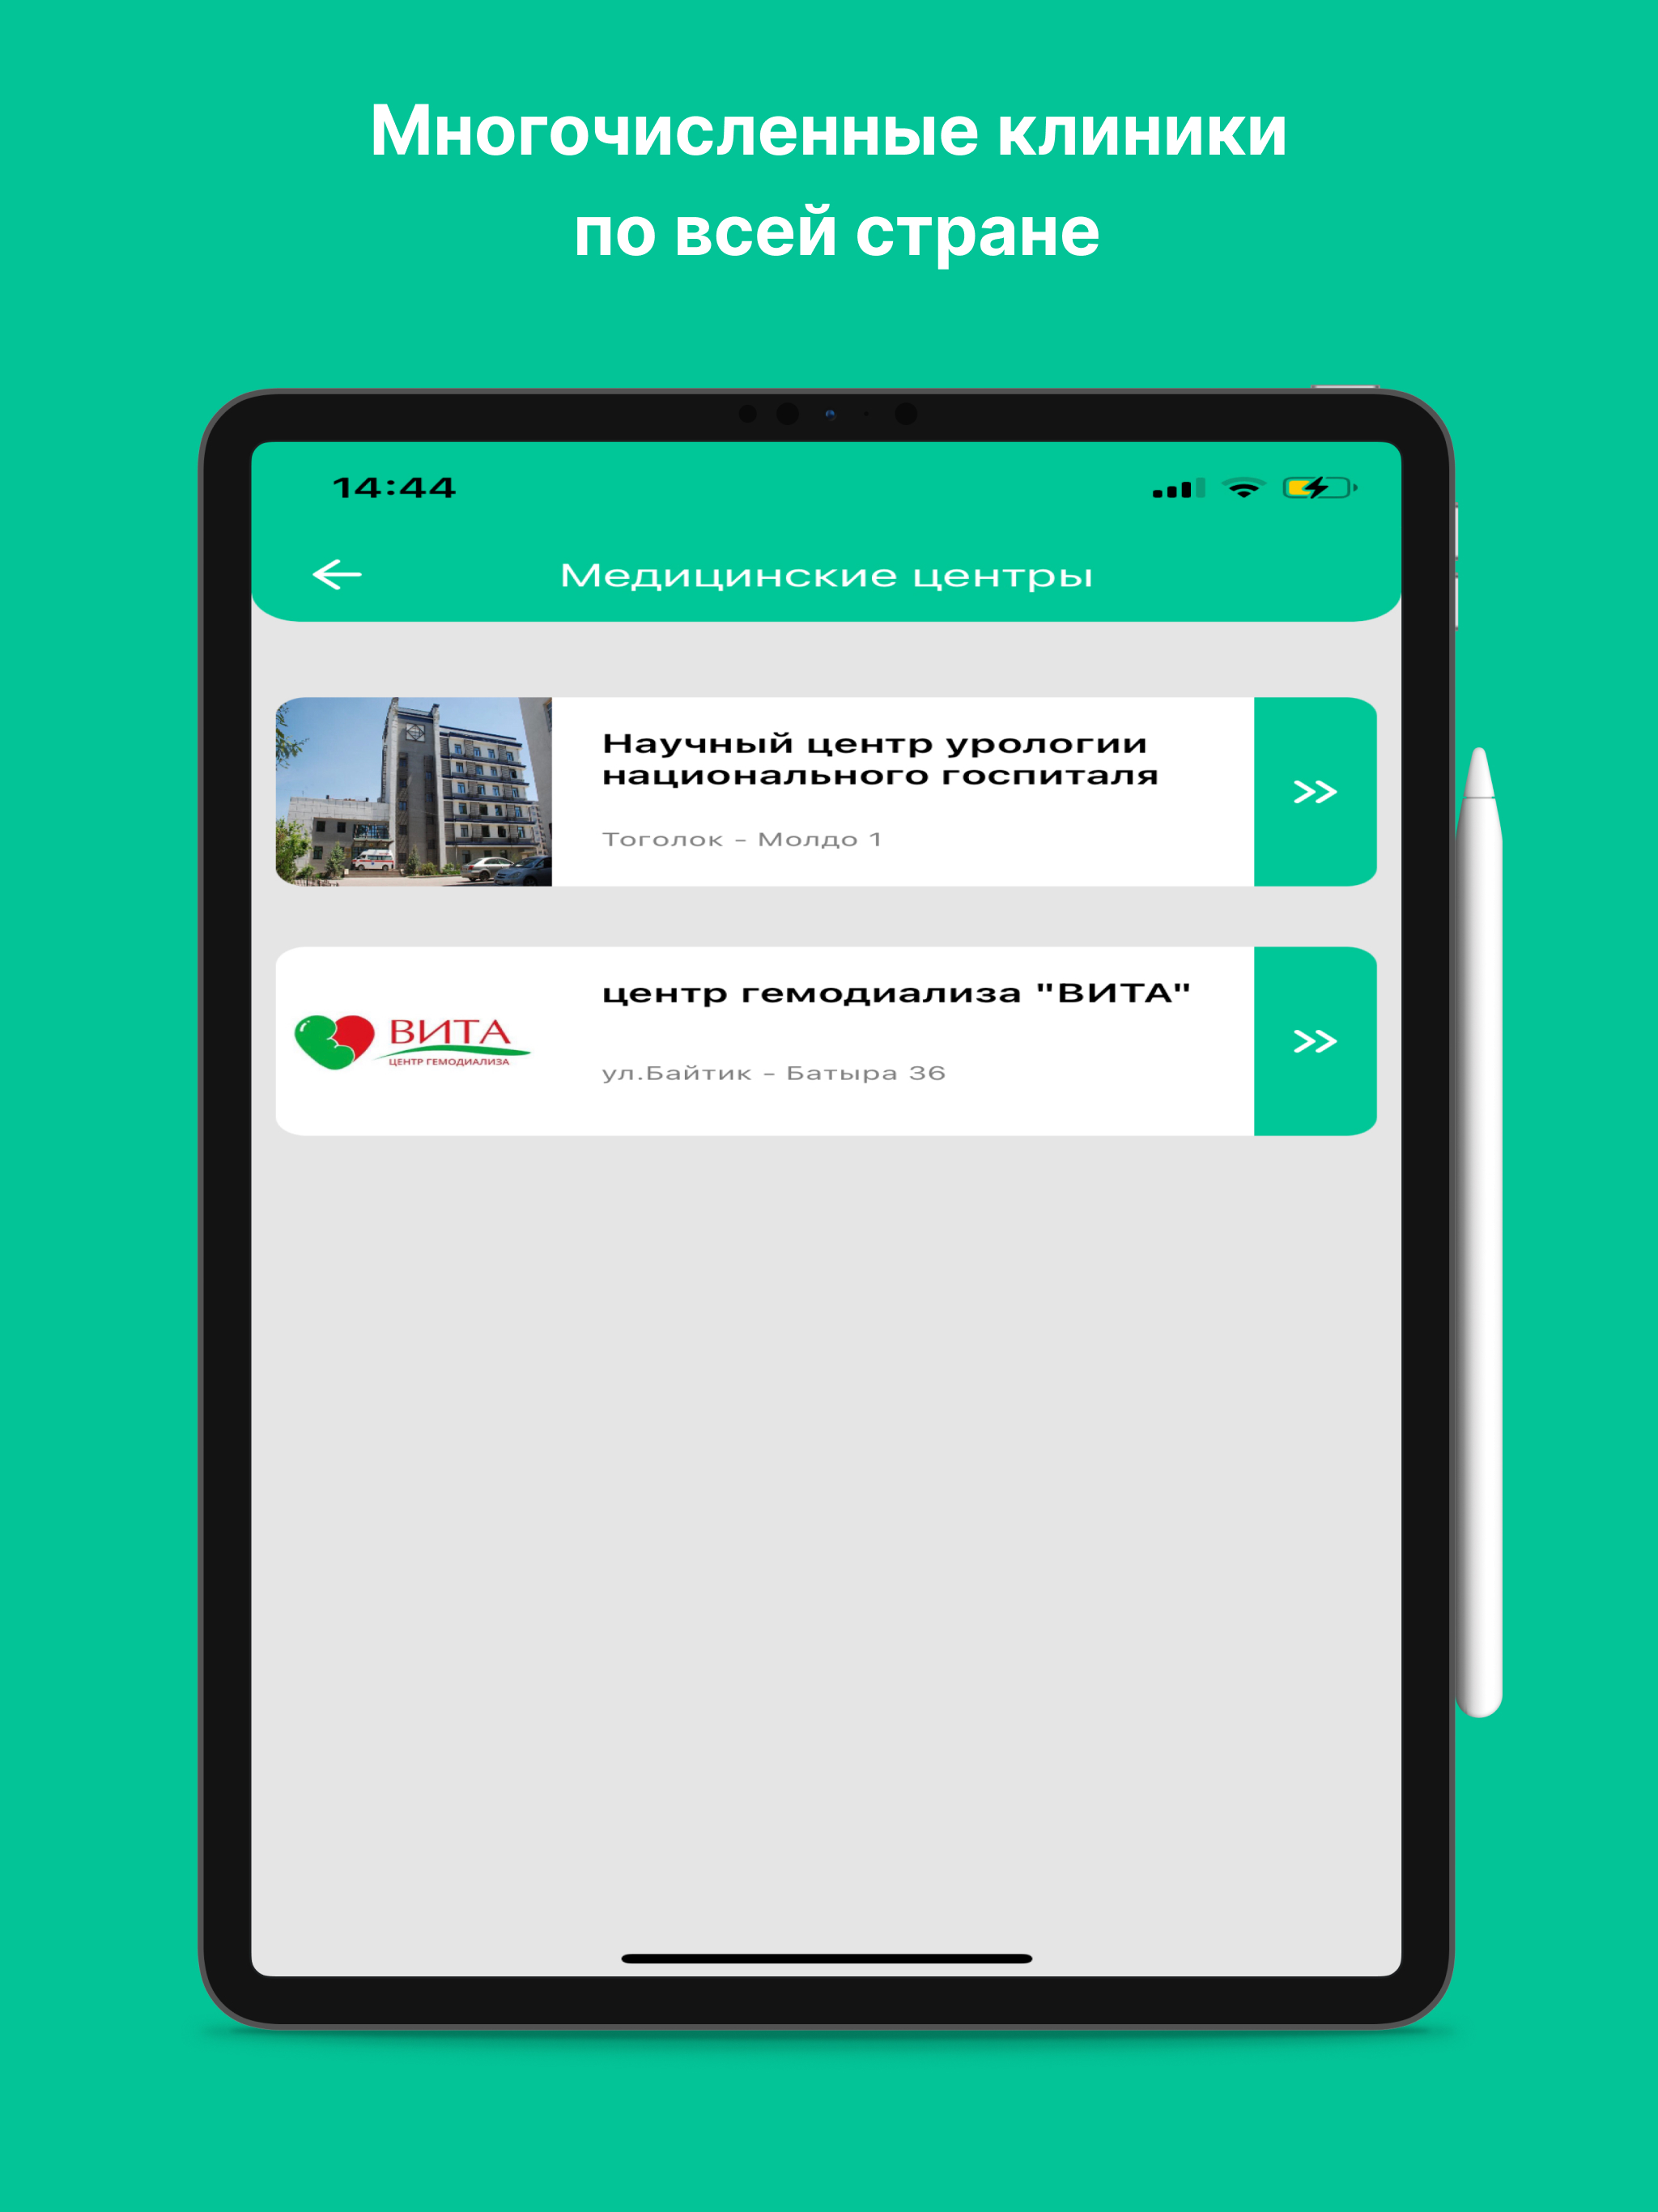 Многочисленные клиники
по всей стране
14:44
Медицинские центры
Научный центр урологии
национального госпиталя
Тоголок - Молдо 1
ВИТА
ЦЕНТР ГЕМОДИАЛИЗА
центр гемодиализа "ВИТА"
ул.Байтик - Батыра 36